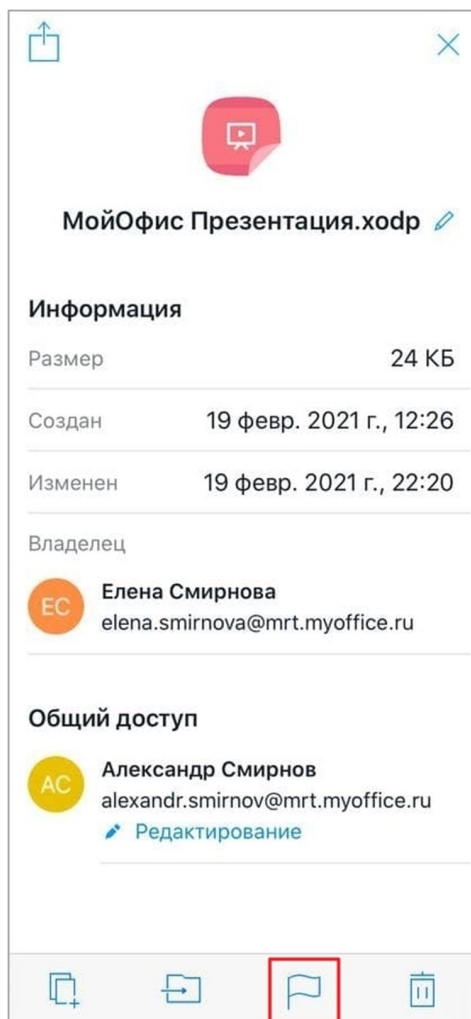 МойОфис Презентация.xodp
Информация
Размер 24 КБ
Создан 19 февр. 2021 г., 12:26
Изменен 19 февр. 2021 г., 22:20
Владелец
ЕС Елена Смирнова
elena.smirnova@mrt.myoffice.ru
Общий доступ
АС Александр Смирнов
alexandr.smirnov@mrt.myoffice.ru
Редактирование